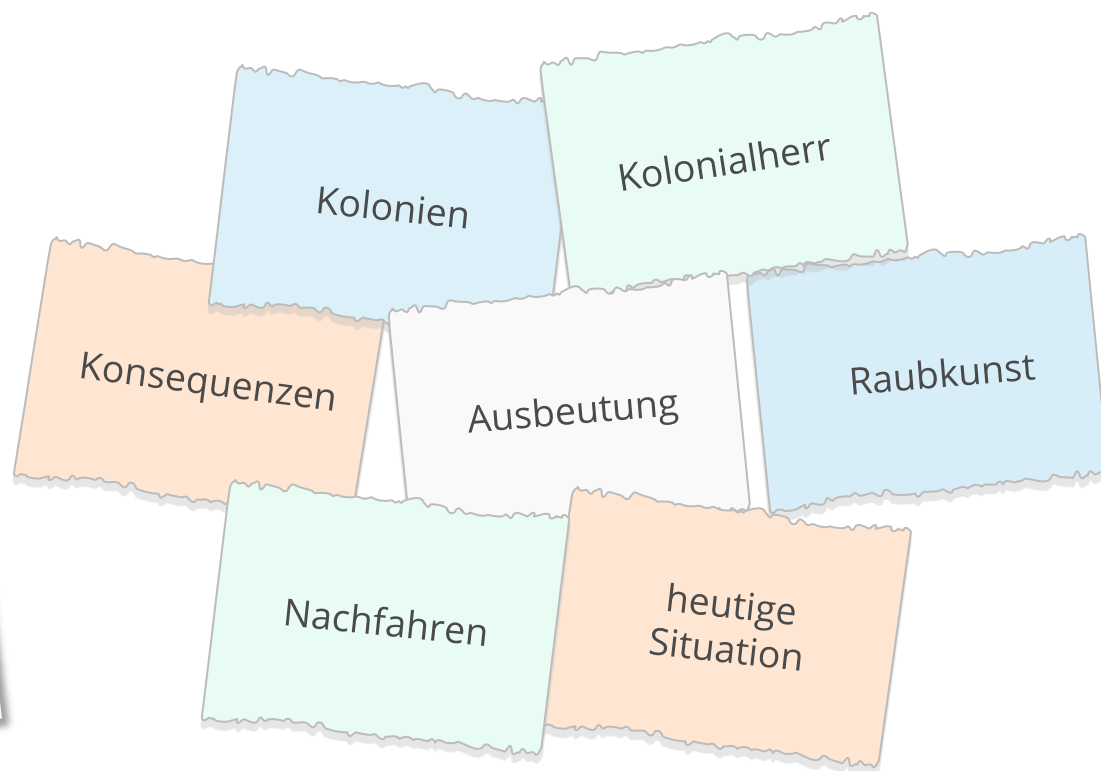 Kolonien
Kolonialherr
Konsequenzen
Ausbeutung
Raubkunst
Nachfahren
heutige
Situation